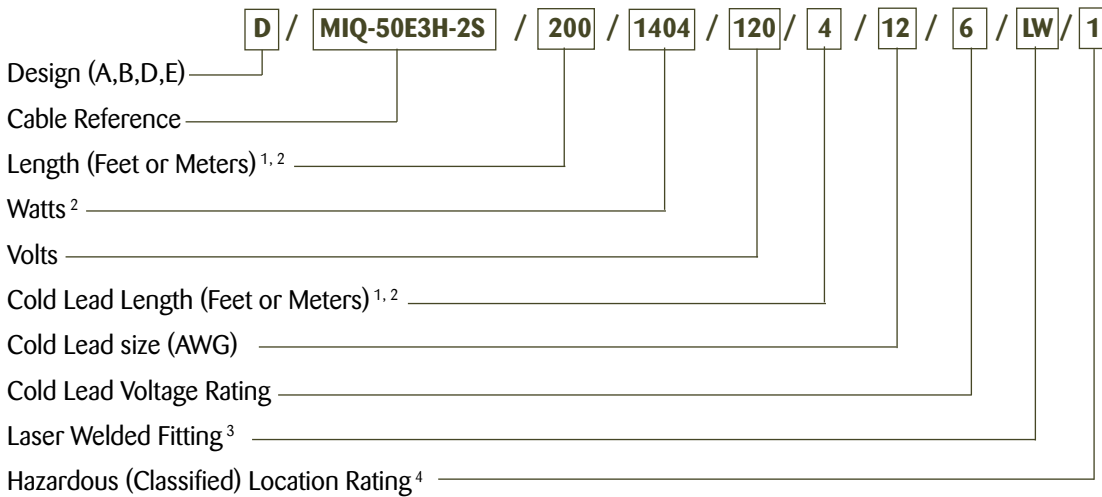 D / MIQ-50E3H-2S / 200 / 1404 / 120 / 4 / 12 / 6 / LW / 1
Design (A,B,D,E)
Cable Reference
Length (Feet or Meters) 1, 2
Watts 2
Volts
Cold Lead Length (Feet or Meters) 1, 2
Cold Lead size (AWG)
Cold Lead Voltage Rating
Laser Welded Fitting 3
Hazardous (Classified) Location Rating 4